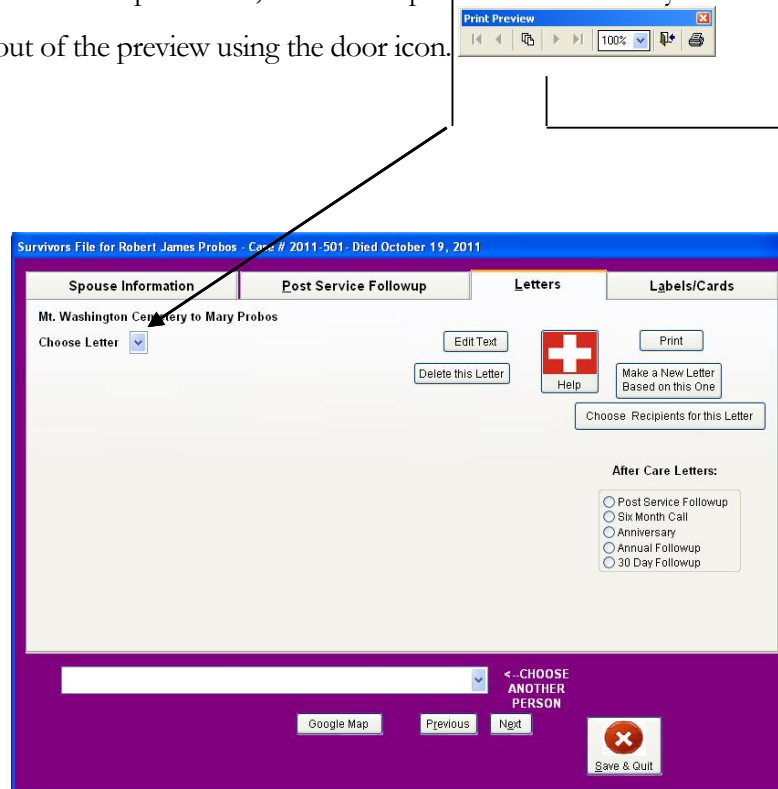 Print Preview
100%
out of the preview using the door icon.
Survivors File for Robert James Probos - Case # 2011-501- Died October 19, 2011
Spouse Information
Post Service Followup
Letters
Labels/Cards
Mt. Washington Cemetery to Mary Probos
Choose Letter
Edit Text
Delete this Letter
Help
Print
Make a New Letter
Based on this One
Choose Recipients for this Letter
After Care Letters:
Post Service Followup
Six Month Call
Anniversary
Annual Followup
30 Day Followup
<--CHOOSE
ANOTHER
PERSON
Google Map
Previous
Next
Save & Quit